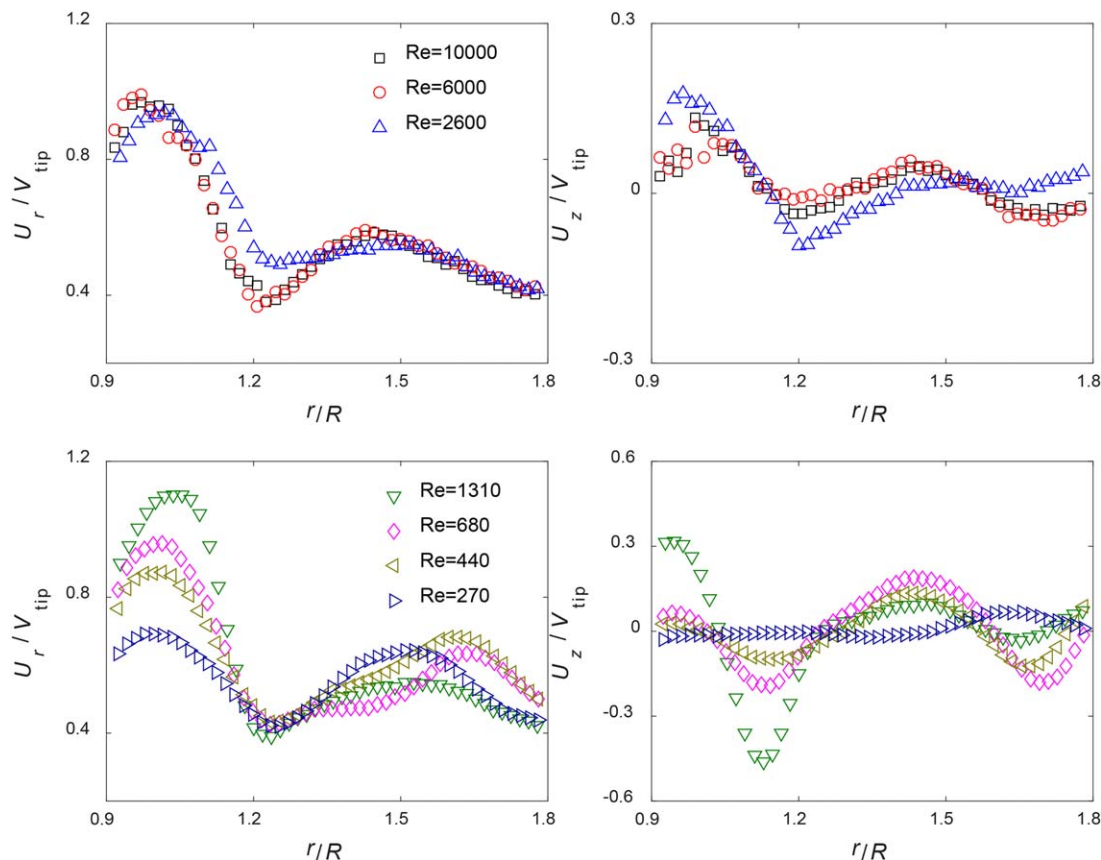 1.2
0.8
0.4
U_r / V_tip
Re=10000
Re=6000
Re=2600
0.9 1.2 1.5 1.8
r/R
0.3
0
-0.3
U_z / V_tip
0.9 1.2 1.5 1.8
r/R
1.2
0.8
0.4
U_r / V_tip
Re=1310
Re=680
Re=440
Re=270
0.9 1.2 1.5 1.8
r/R
0.6
0.3
0
-0.3
-0.6
U_z / V_tip
0.9 1.2 1.5 1.8
r/R